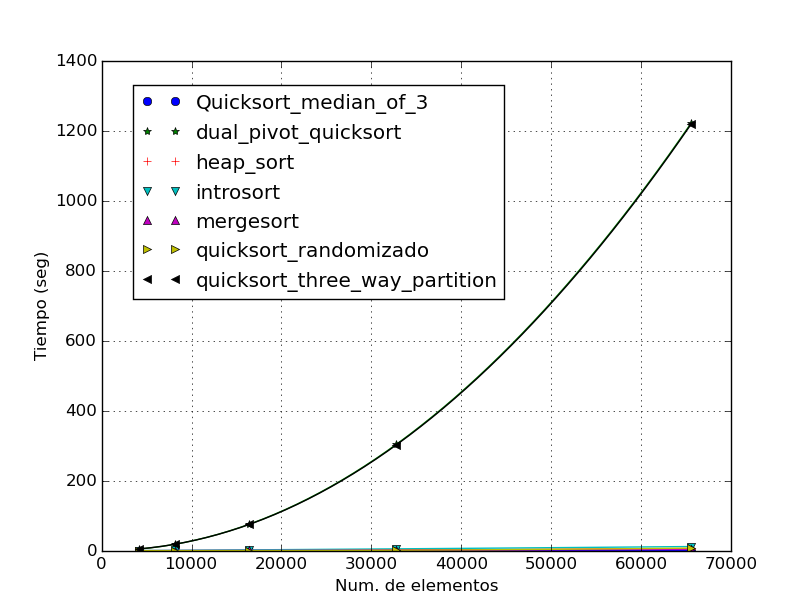 1400
1200
1000
800
600
400
200
0
Tiempo (seg)
Quicksort_median_of_3
dual_pivot_quicksort
heap_sort
introsort
mergesort
quicksort_randomizado
quicksort_three_way_partition
0 10000 20000 30000 40000 50000 60000 70000
Num. de elementos